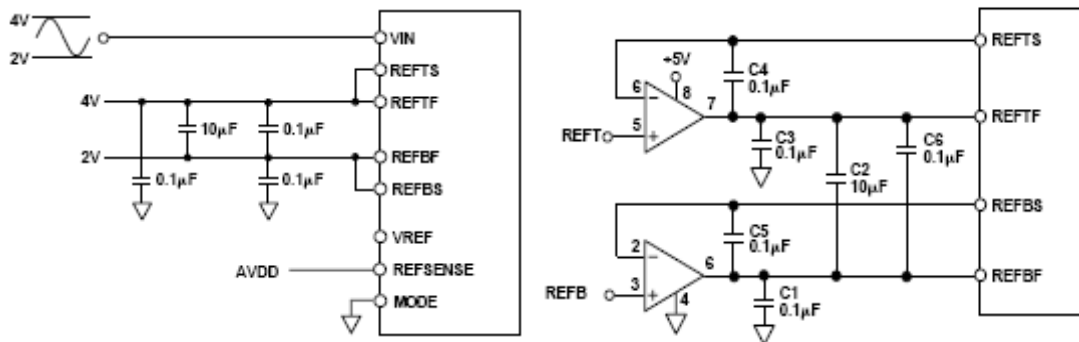 4V
2V
VIN
REFTS
4V
REFTF
10µF
0.1µF
2V
REFBF
0.1µF
0.1µF
REFBS
VREF
AVDD
REFSENSE
MODE
REFTS
+5V
C4
0.1µF
6
8
7
REFTF
REFT
5
C3
0.1µF
C6
0.1µF
C2
10µF
REFBS
C5
0.1µF
2
6
REFBF
REFB
3
4
C1
0.1µF